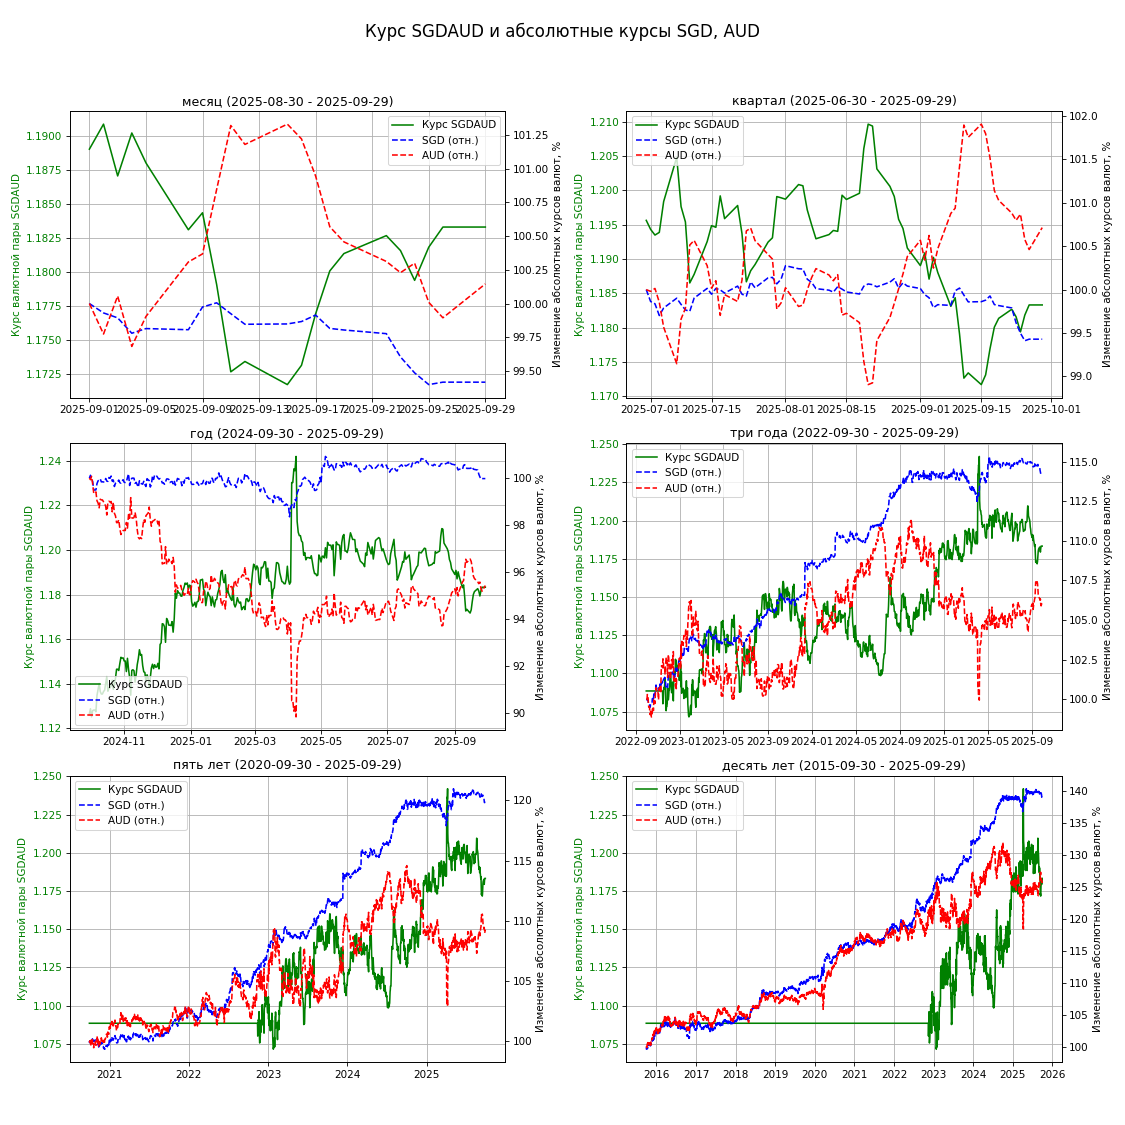 Курс SGDAUD и абсолютные курсы SGD, AUD
месяц (2025-08-30 - 2025-09-29)
Курс валютной пары SGDAUD
1.1900
1.1875
1.1850
1.1825
1.1800
1.1775
1.1750
1.1725
Курс SGDAUD
SGD (отн.)
AUD (отн.)
101.25
101.00
100.75
100.50
100.25
100.00
99.75
99.50
Изменение абсолютных курсов валют, %
2025-09-01 2025-09-05 2025-09-09 2025-09-13 2025-09-17 2025-09-21 2025-09-25 2025-09-29
квартал (2025-06-30 - 2025-09-29)
Курс валютной пары SGDAUD
1.210
1.205
1.200
1.195
1.190
1.185
1.180
1.175
1.170
Курс SGDAUD
SGD (отн.)
AUD (отн.)
102.0
101.5
101.0
100.5
100.0
99.5
99.0
Изменение абсолютных курсов валют, %
2025-07-01 2025-07-15 2025-08-01 2025-08-15 2025-09-01 2025-09-15 2025-10-01
год (2024-09-30 - 2025-09-29)
Курс валютной пары SGDAUD
1.24
1.22
1.20
1.18
1.16
1.14
1.12
Курс SGDAUD
SGD (отн.)
AUD (отн.)
100
98
96
94
92
90
Изменение абсолютных курсов валют, %
2024-11 2025-01 2025-03 2025-05 2025-07 2025-09
три года (2022-09-30 - 2025-09-29)
Курс валютной пары SGDAUD
1.250
1.225
1.200
1.175
1.150
1.125
1.100
1.075
Курс SGDAUD
SGD (отн.)
AUD (отн.)
115.0
112.5
110.0
107.5
105.0
102.5
100.0
Изменение абсолютных курсов валют, %
2022-09 2023-01 2023-05 2023-09 2024-01 2024-05 2024-09 2025-01 2025-05 2025-09
пять лет (2020-09-30 - 2025-09-29)
Курс валютной пары SGDAUD
1.250
1.225
1.200
1.175
1.150
1.125
1.100
1.075
Курс SGDAUD
SGD (отн.)
AUD (отн.)
120
115
110
105
100
Изменение абсолютных курсов валют, %
2021 2022 2023 2024 2025
десять лет (2015-09-30 - 2025-09-29)
Курс валютной пары SGDAUD
1.250
1.225
1.200
1.175
1.150
1.125
1.100
1.075
Курс SGDAUD
SGD (отн.)
AUD (отн.)
140
135
130
125
120
115
110
105
100
Изменение абсолютных курсов валют, %
2016 2017 2018 2019 2020 2021 2022 2023 2024 2025 2026